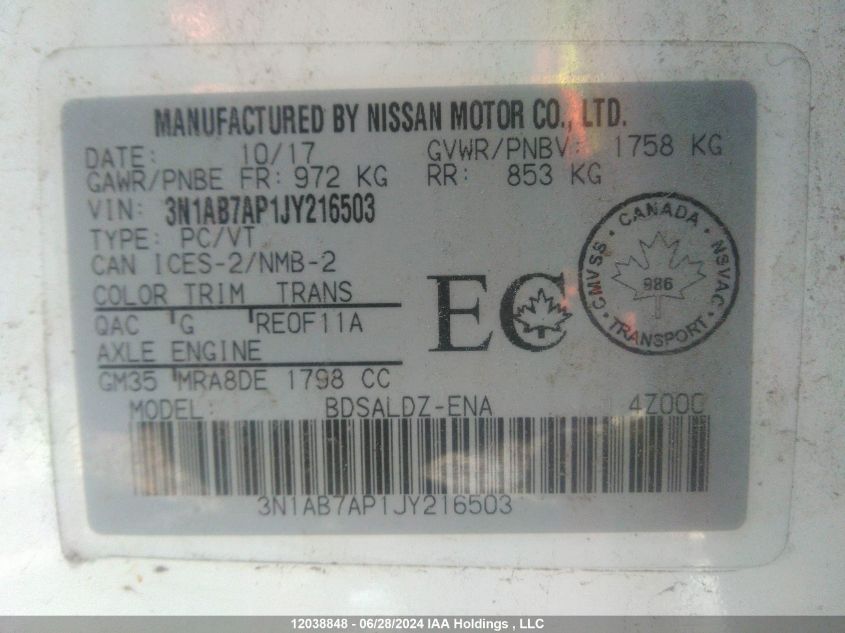 MANUFACTURED BY NISSAN MOTOR CO., LTD.
DATE: 10/17 GVWR/PNBV: 1758 KG
GAWR/PNBE FR: 972 KG RR: 853 KG
VIN: 3N1AB7AP1JY216503
TYPE: PC/VT
CAN ICES-2/NMB-2
COLOR TRIM TRANS
QAC G RE0F11A
AXLE ENGINE
GM35 MRA8DE 1798 CC
EC
CANADA
CMVSS · NSVAC
986
TRANSPORT
MODEL: BDSALDZ-ENA 4Z000
3N1AB7AP1JY216503
12038848 - 06/28/2024 IAA Holdings , LLC